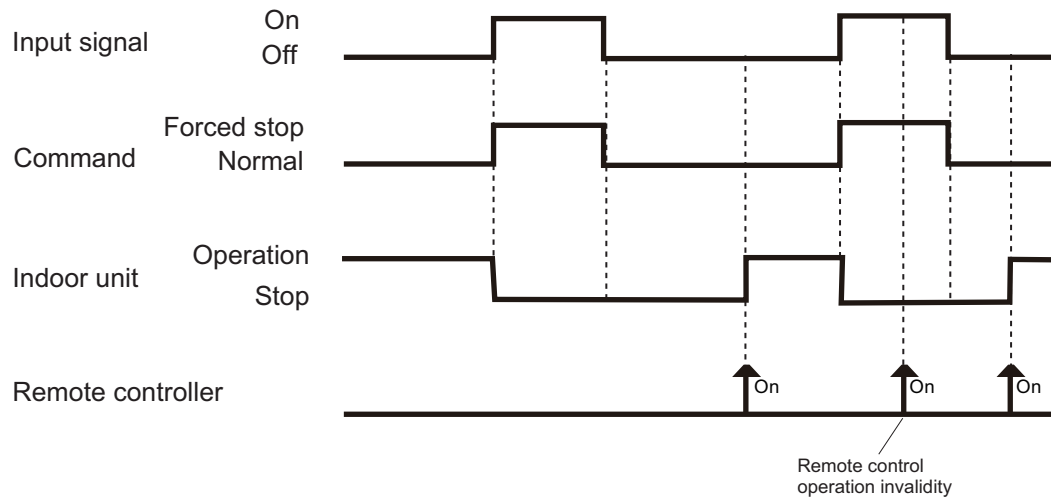 Input signal
On
Off
Command
Forced stop
Normal
Indoor unit
Operation
Stop
Remote controller
On
On
On
Remote control
operation invalidity